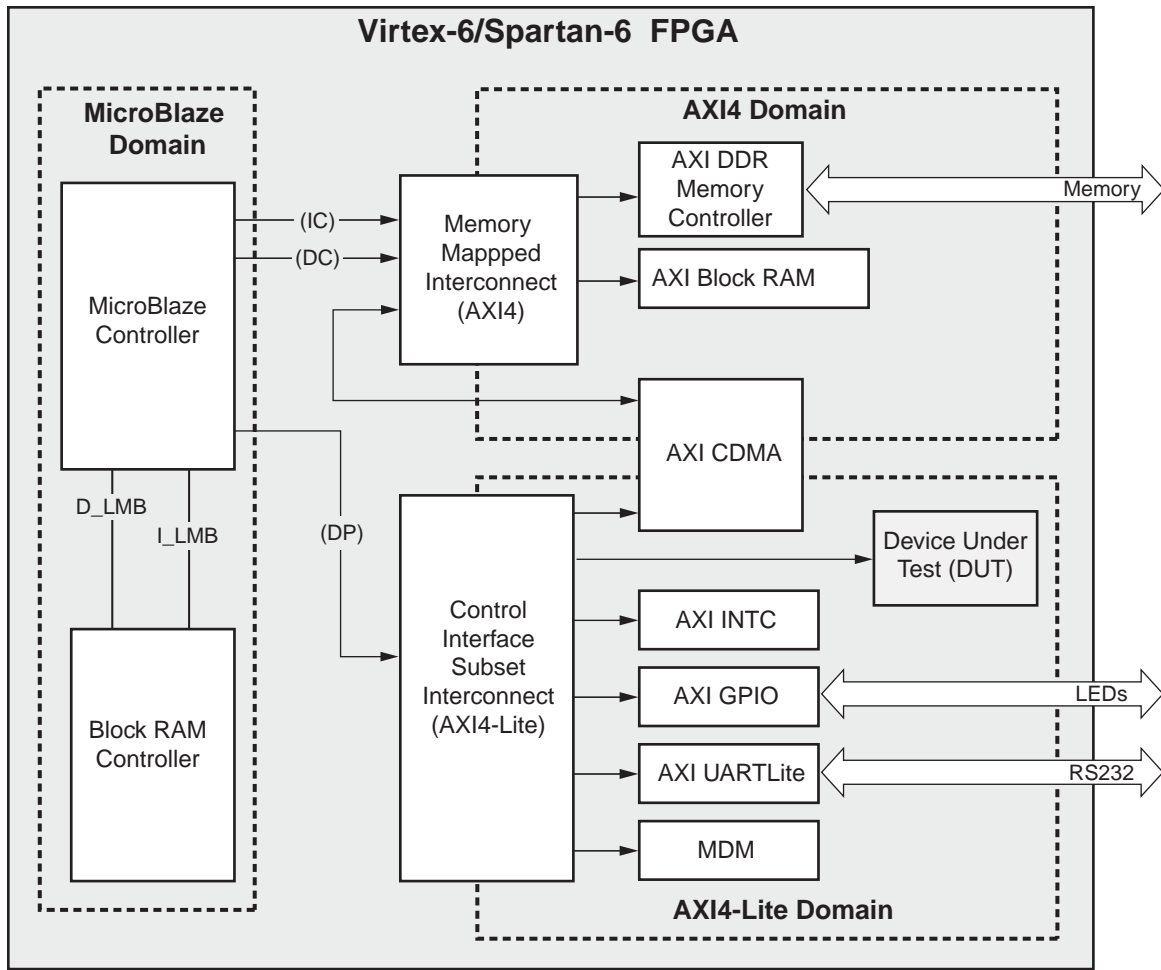 Virtex-6/Spartan-6 FPGA
MicroBlaze
Domain
AXI4 Domain
MicroBlaze
Controller
(IC)
(DC)
Memory
Mappped
Interconnect
(AXI4)
AXI DDR
Memory
Controller
Memory
AXI Block RAM
AXI CDMA
D_LMB
I_LMB
(DP)
Block RAM
Controller
Control
Interface
Subset
Interconnect
(AXI4-Lite)
Device Under
Test (DUT)
AXI INTC
AXI GPIO
LEDs
AXI UARTLite
RS232
MDM
AXI4-Lite Domain